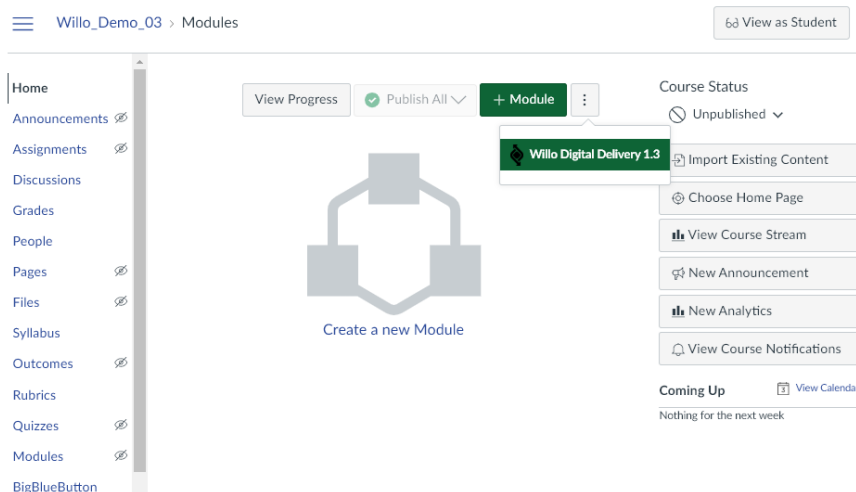 Willo_Demo_03 › Modules
View as Student
Home
Announcements
Assignments
Discussions
Grades
People
Pages
Files
Syllabus
Outcomes
Rubrics
Quizzes
Modules
BigBlueButton
View Progress
Publish All
+ Module
Willo Digital Delivery 1.3
Create a new Module
Course Status
Unpublished
Import Existing Content
Choose Home Page
View Course Stream
New Announcement
New Analytics
View Course Notifications
Coming Up
3
View Calenda
Nothing for the next week